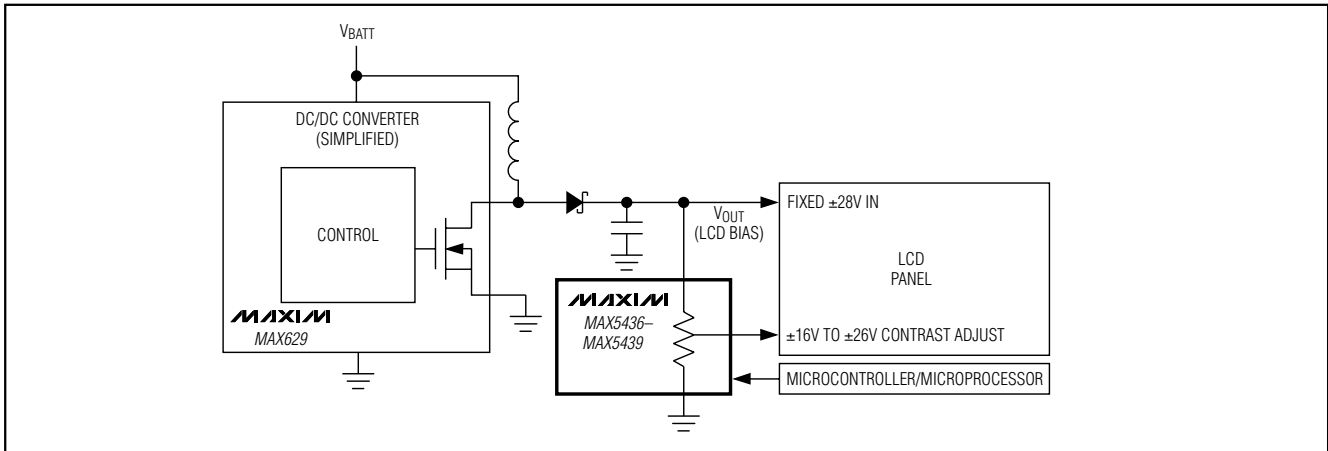 VBATT
DC/DC CONVERTER
(SIMPLIFIED)
CONTROL
MAXIM
MAX629
VOUT
(LCD BIAS)
MAXIM
MAX5436–
MAX5439
FIXED ±28V IN
LCD
PANEL
±16V TO ±26V CONTRAST ADJUST
MICROCONTROLLER/MICROPROCESSOR